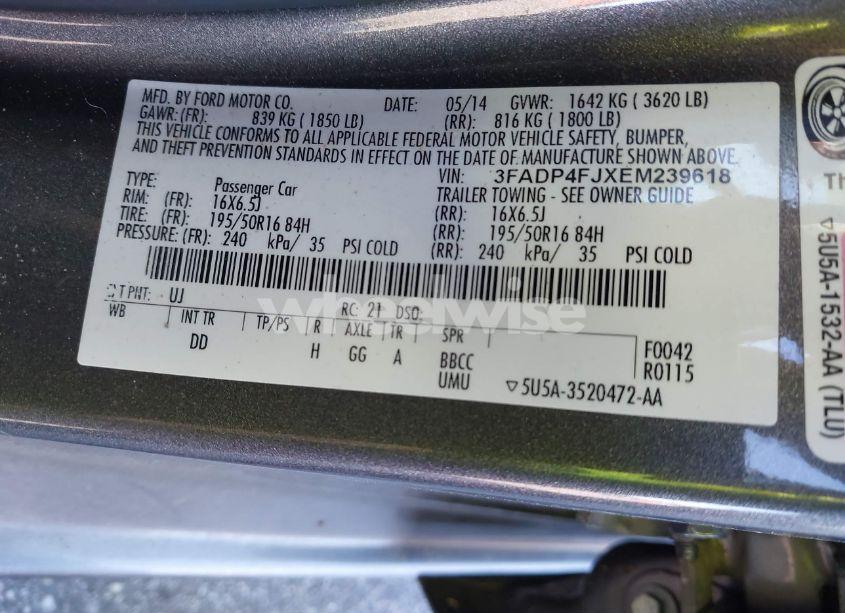 MFD. BY FORD MOTOR CO. DATE: 05/14 GVWR: 1642 KG ( 3620 LB)
GAWR: (FR): 839 KG ( 1850 LB) (RR): 816 KG ( 1800 LB)
THIS VEHICLE CONFORMS TO ALL APPLICABLE FEDERAL MOTOR VEHICLE SAFETY, BUMPER,
AND THEFT PREVENTION STANDARDS IN EFFECT ON THE DATE OF MANUFACTURE SHOWN ABOVE.
VIN: 3FADP4FJXEM239618
TYPE: Passenger Car TRAILER TOWING - SEE OWNER GUIDE
RIM: (FR): 16X6.5J (RR): 16X6.5J
TIRE: (FR): 195/50R16 84H (RR): 195/50R16 84H
PRESSURE: (FR): 240 kPa/ 35 PSI COLD (RR): 240 kPa/ 35 PSI COLD
wheelwise
EXT PNT: UJ RC: 21 DSO:
WB INT TR TP/PS R AXLE TR SPR
DD H GG A BBCC
UMU
F0042
R0115
▽5U5A-3520472-AA
Th
▽5U5A-1532-AA (TLU)